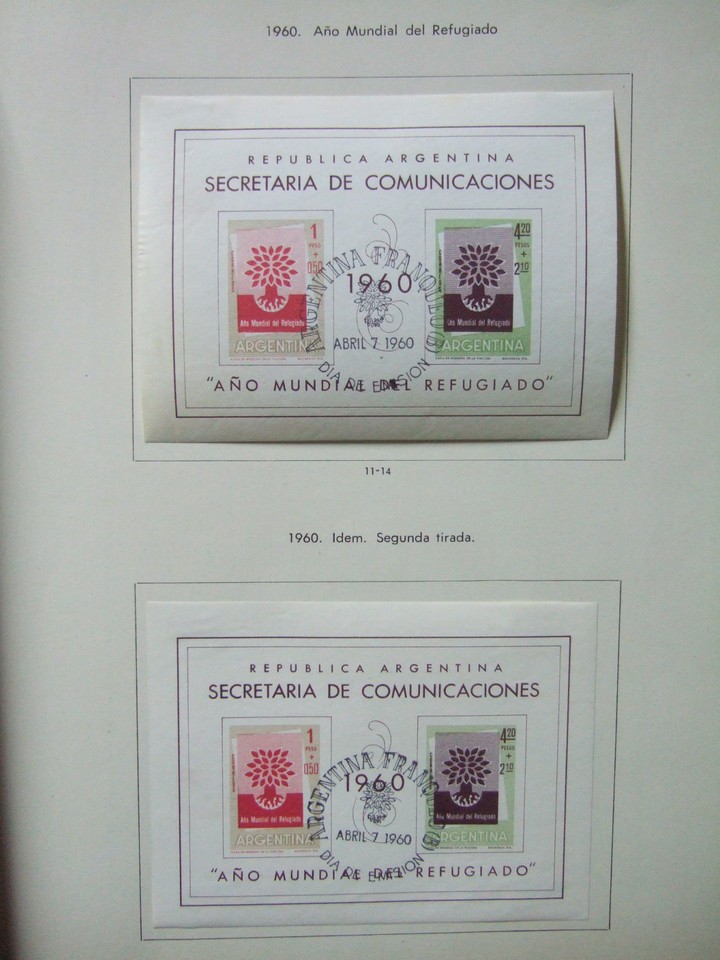 1960. Año Mundial del Refugiado
REPUBLICA ARGENTINA
SECRETARIA DE COMUNICACIONES
1
PESO
+
0.50
Año Mundial del Refugiado
ARGENTINA
ARGENTINA FRANQUEO
1960
ABRIL 7 1960
DIA DE EMISION
4 20
PESOS
+
2 10
Año Mundial del Refugiado
ARGENTINA
"AÑO MUNDIAL DEL REFUGIADO"
11-14
1960. Idem. Segunda tirada.
REPUBLICA ARGENTINA
SECRETARIA DE COMUNICACIONES
1
PESO
+
0.50
Año Mundial del Refugiado
ARGENTINA
ARGENTINA FRANQUEO
1960
ABRIL 7 1960
DIA DE EMISION
4 20
PESOS
+
2 10
Año Mundial del Refugiado
ARGENTINA
"AÑO MUNDIAL DEL REFUGIADO"